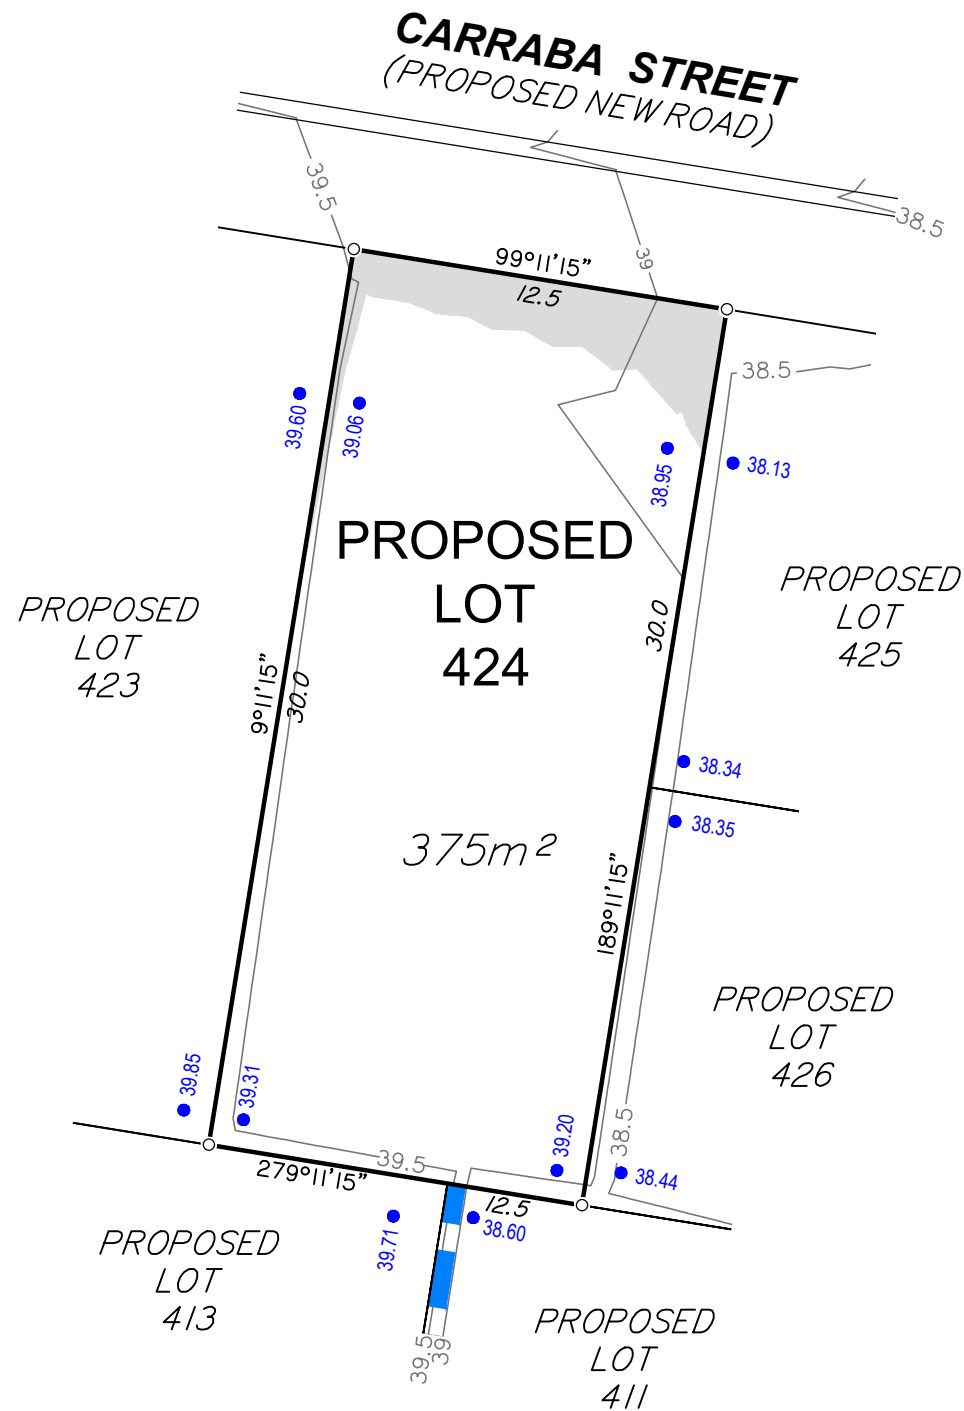 CARRABA STREET
(PROPOSED NEW ROAD)
39.5
39
38.5
99°11'15"
12.5
38.5
39.60
39.06
38.95
38.13
PROPOSED
LOT
424
PROPOSED
LOT
423
PROPOSED
LOT
425
30.0
9°11'15"
30.0
38.34
38.35
375m²
189°11'15"
PROPOSED
LOT
426
39.85
39.31
39.20
38.5
39.5
38.44
279°11'15"
12.5
39.71
38.60
PROPOSED
LOT
413
PROPOSED
LOT
411
39.5
39